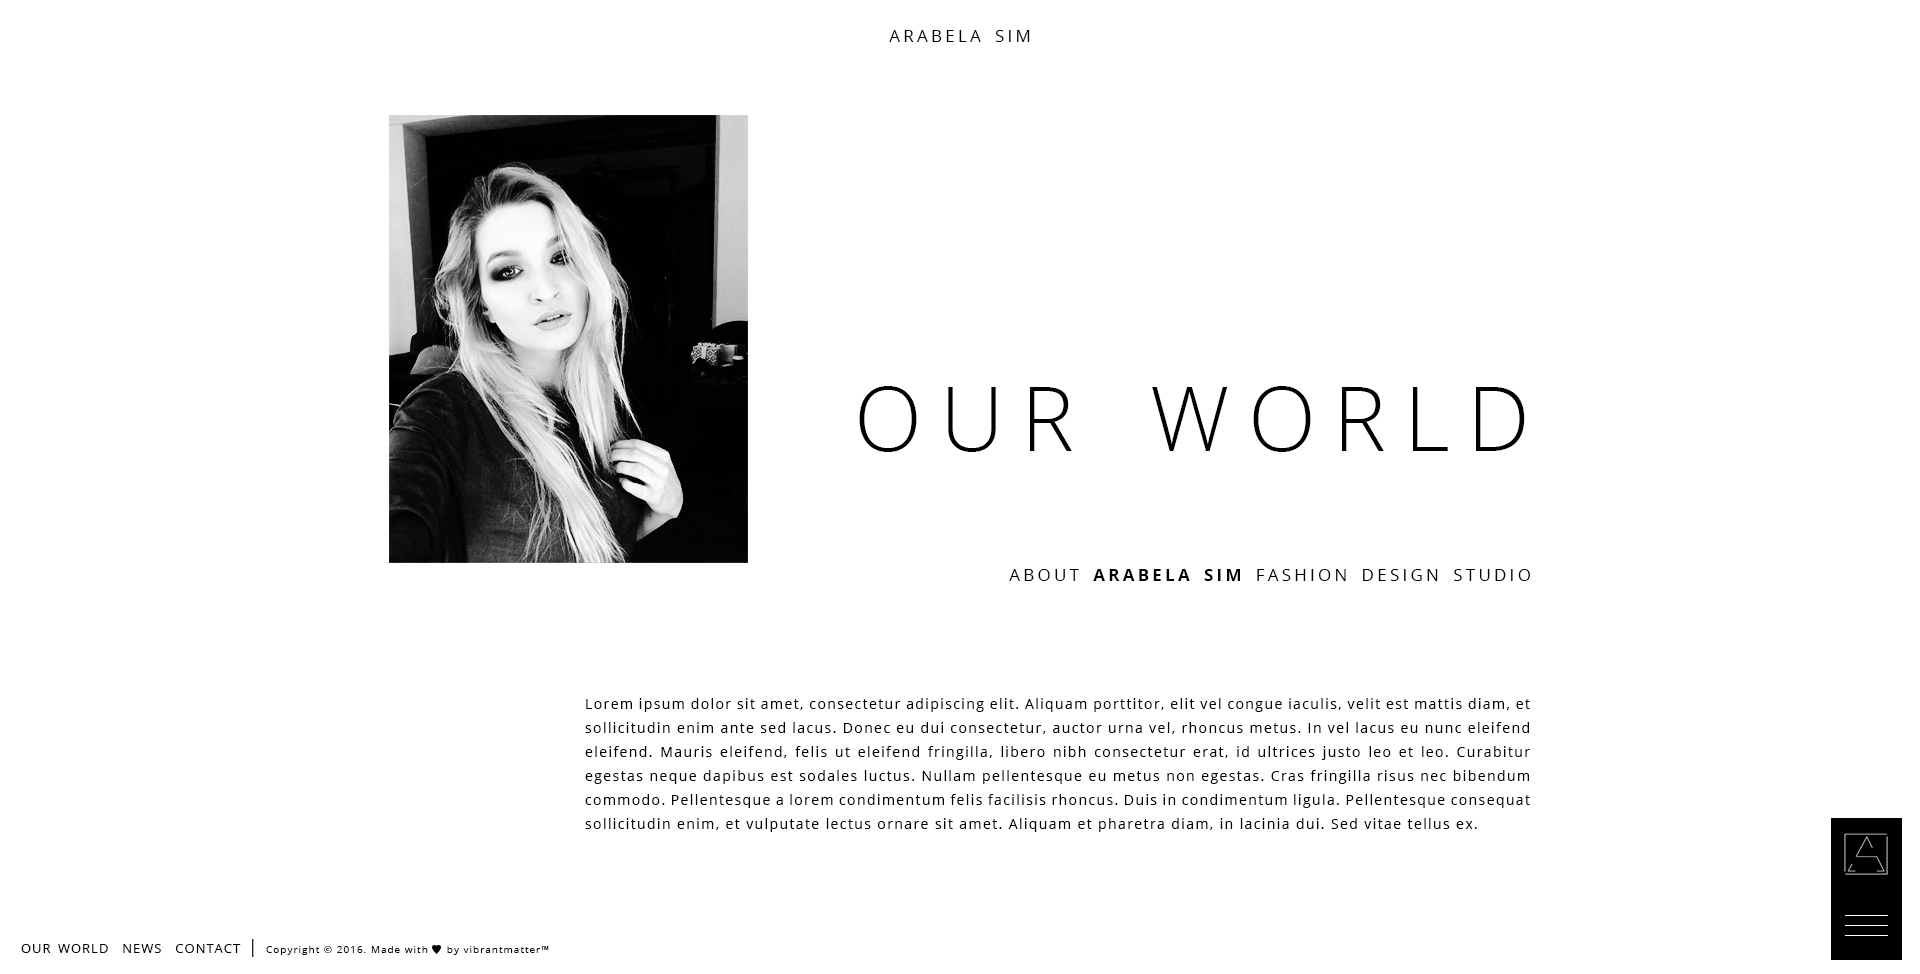 ARABELA SIM
OUR WORLD
ABOUT ARABELA SIM FASHION DESIGN STUDIO
Lorem ipsum dolor sit amet, consectetur adipiscing elit. Aliquam porttitor, elit vel congue iaculis, velit est mattis diam, et
sollicitudin enim ante sed lacus. Donec eu dui consectetur, auctor urna vel, rhoncus metus. In vel lacus eu nunc eleifend
eleifend. Mauris eleifend, felis ut eleifend fringilla, libero nibh consectetur erat, id ultrices justo leo et leo. Curabitur
egestas neque dapibus est sodales luctus. Nullam pellentesque eu metus non egestas. Cras fringilla risus nec bibendum
commodo. Pellentesque a lorem condimentum felis facilisis rhoncus. Duis in condimentum ligula. Pellentesque consequat
sollicitudin enim, et vulputate lectus ornare sit amet. Aliquam et pharetra diam, in lacinia dui. Sed vitae tellus ex.
OUR WORLD NEWS CONTACT | Copyright © 2016. Made with ♥ by vibrantmatter™